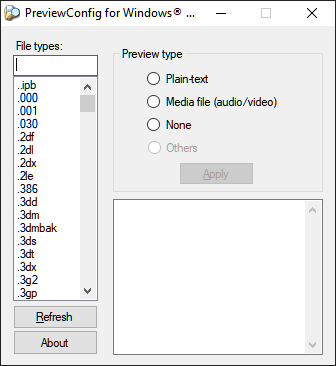 PreviewConfig for Windows® ...
File types:
..ipb
.000
.001
.030
.2df
.2dl
.2dx
.2le
.386
.3dd
.3dm
.3dmbak
.3ds
.3dt
.3dx
.3g2
.3gp
Refresh
About
Preview type
Plain-text
Media file (audio/video)
None
Others
Apply